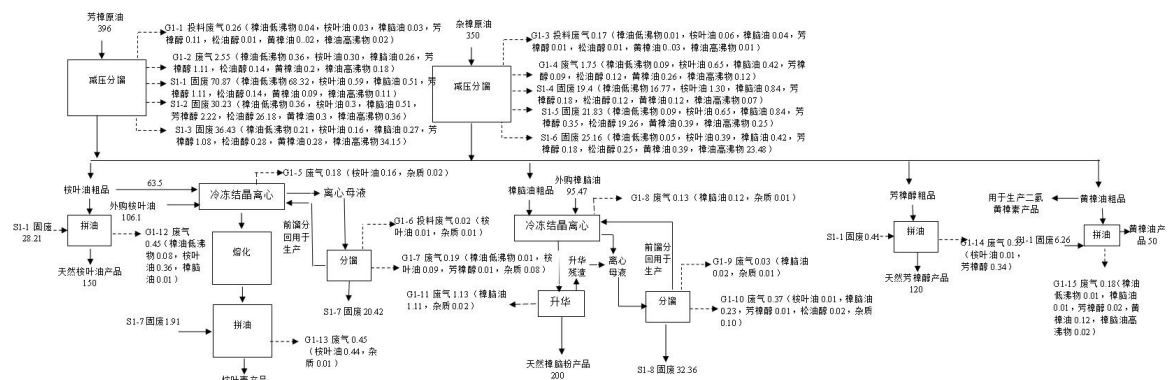 芳樟原油
396
G1-1 投料废气 0.26（樟油低沸物 0.04，桉叶油 0.03，樟脑油 0.03，芳
樟醇 0.11，松油醇 0.01，黄樟油 0..02，樟油高沸物 0.02）
减压分馏
G1-2 废气 2.55（樟油低沸物 0.36，桉叶油 0.30，樟脑油 0.26，芳
樟醇 1.11，松油醇 0.14，黄樟油 0.2，樟油高沸物 0.18）
S1-1 固废 70.87（樟油低沸物 68.32，桉叶油 0.59，樟脑油 0.51，芳
樟醇 1.11，松油醇 0.14，黄樟油 0.09，樟油高沸物 0.11）
S1-2 固废 30.23（樟油低沸物 0.36，桉叶油 0.3，樟脑油 0.51，
芳樟醇 2.22，松油醇 26.18，黄樟油 0.3，樟油高沸物 0.36）
S1-3 固废 36.43（樟油低沸物 0.21，桉叶油 0.16，樟脑油 0.27，芳
樟醇 1.08，松油醇 0.28，黄樟油 0.28，樟油高沸物 34.15）
杂樟原油
350
G1-3 投料废气 0.17（樟油低沸物 0.01，桉叶油 0.06，樟脑油 0.04，芳
樟醇 0.01，松油醇 0.01，黄樟油 0..03，樟油高沸物 0.01）
减压分馏
G1-4 废气 1.75（樟油低沸物 0.09，桉叶油 0.65，樟脑油 0.42，芳樟
醇 0.09，松油醇 0.12，黄樟油 0.26，樟油高沸物 0.12）
S1-4 固废 19.4（樟油低沸物 16.77，桉叶油 1.30，樟脑油 0.84，芳
樟醇 0.18，松油醇 0.12，黄樟油 0.12，樟油高沸物 0.07）
S1-5 固废 21.83（樟油低沸物 0.09，桉叶油 0.65，樟脑油 0.84，芳
樟醇 0.35，松油醇 19.26，黄樟油 0.39，樟油高沸物 0.25）
S1-6 固废 25.16（樟油低沸物 0.05，桉叶油 0.39，樟脑油 0.42，芳
樟醇 0.18，松油醇 0.25，黄樟油 0.39，樟油高沸物 23.48）
桉叶油粗品
63.5
外购桉叶油
106.1
S1-1 固废
28.21
拼油
天然桉叶油产品
150
G1-12 废气
0.45（樟油低沸
物 0.08，桉叶
油 0.36，樟脑
油 0.01）
G1-5 废气 0.18（桉叶油 0.16，杂质 0.02）
冷冻结晶离心
离心母液
前馏分
回用于
生产
熔化
G1-6 投料废气 0.02（桉
叶油 0.01，杂质 0.01）
分馏
G1-7 废气 0.19（樟油低沸物 0.01，桉
叶油 0.09，芳樟醇 0.01，杂质 0.08）
S1-7 固废 20.42
S1-7 固废 1.91
拼油
G1-13 废气 0.45
（桉叶油 0.44，杂
质 0.01）
桉叶素产品
樟脑油粗品
外购樟脑油
95.47
G1-8 废气 0.13（樟脑油 0.12，杂质 0.01）
冷冻结晶离心
升华
残渣
离心
母液
前馏分
回用于
生产
G1-9 废气 0.03（樟脑油
0.02，杂质 0.01）
G1-11 废气 1.13（樟脑油
1.11，杂质 0.02）
升华
分馏
G1-10 废气 0.37（桉叶油 0.01，樟脑油
0.23，芳樟醇 0.01，松油醇 0.02，杂质
0.10）
天然樟脑粉产品
200
S1-8 固废 32.36
芳樟醇粗品
S1-1 固废 0.41
拼油
天然芳樟醇产品
120
G1-14 废气 0.35
（桉叶油 0.01，
芳樟醇 0.34）
用于生产二氢
黄樟素产品
黄樟油粗品
S1-1 固废 6.26
拼油
黄樟油产
品 50
G1-15 废气 0.18（樟油低
沸物 0.01，樟脑油
0.01，芳樟醇 0.02，黄
樟油 0.12，樟脑油高
沸物 0.02）